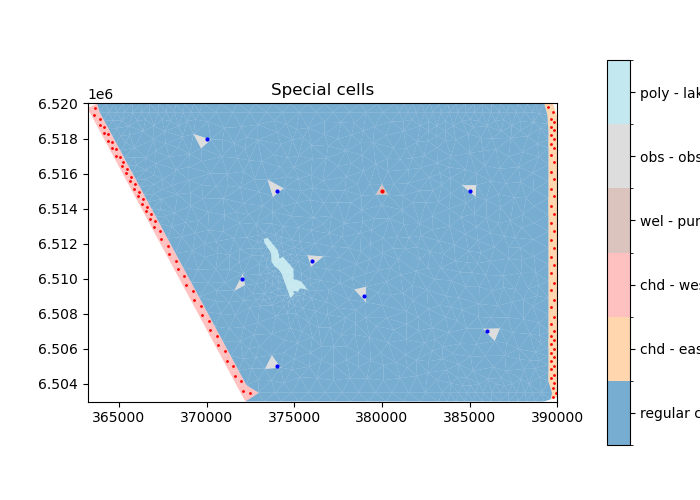 Special cells
1e6
6.520
6.518
6.516
6.514
6.512
6.510
6.508
6.506
6.504
365000 370000 375000 380000 385000 390000
poly - lak
obs - obs
wel - pur
chd - wes
chd - eas
regular c